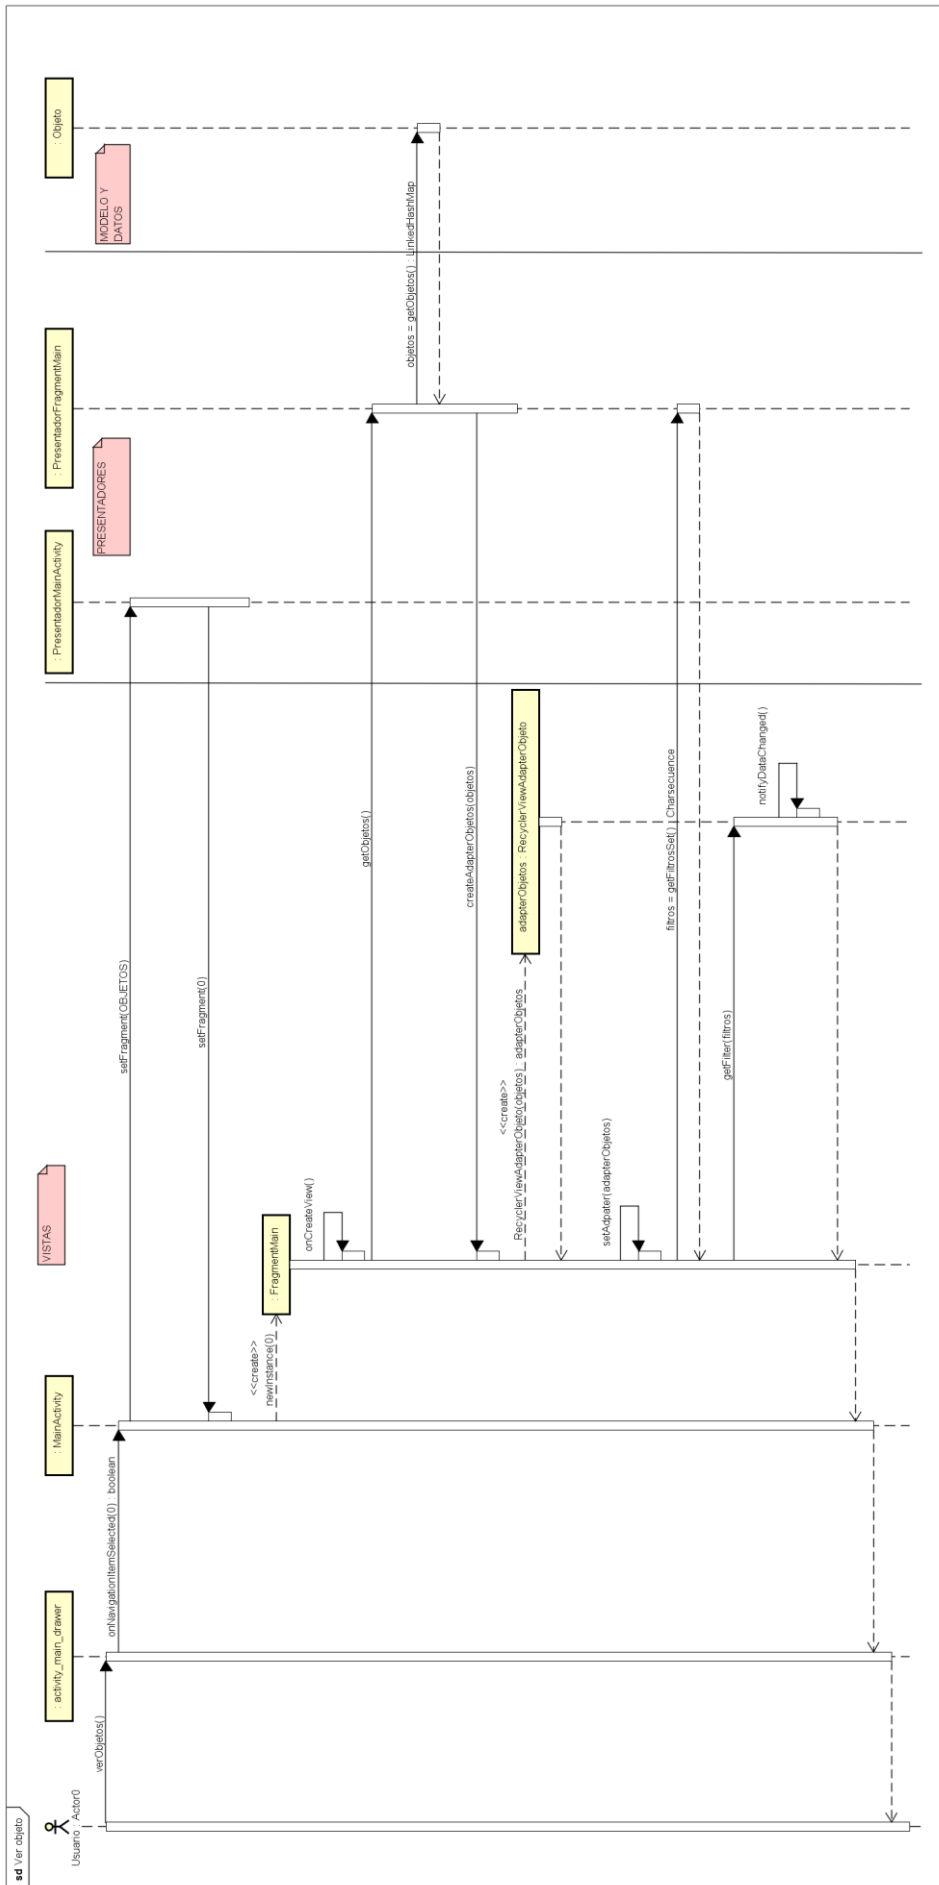 sd Ver objeto
Usuario : Actor0
: activity_main_drawer
: MainActivity
VISTAS
: PresentadorMainActivity
: PresentadorFragmentMain
: Objeto
PRESENTADORES
MODELO Y
DATOS
verObjetos()
onNavigationItemSelected(0) : boolean
setFragment(OBJETOS)
setFragment(0)
<<create>>
newInstance(0)
: FragmentMain
onCreateView()
getObjetos()
objetos = getObjetos() : LinkedHashMap
createAdapterObjetos(objetos)
<<create>>
RecyclerViewAdapterObjeto(objetos) : adapterObjetos
adapterObjetos : RecyclerViewAdapterObjeto
setAdpater(adapterObjetos)
filtros = getFiltrosSet() : Charsecuence
getFilter(filtros)
notifyDataChanged()